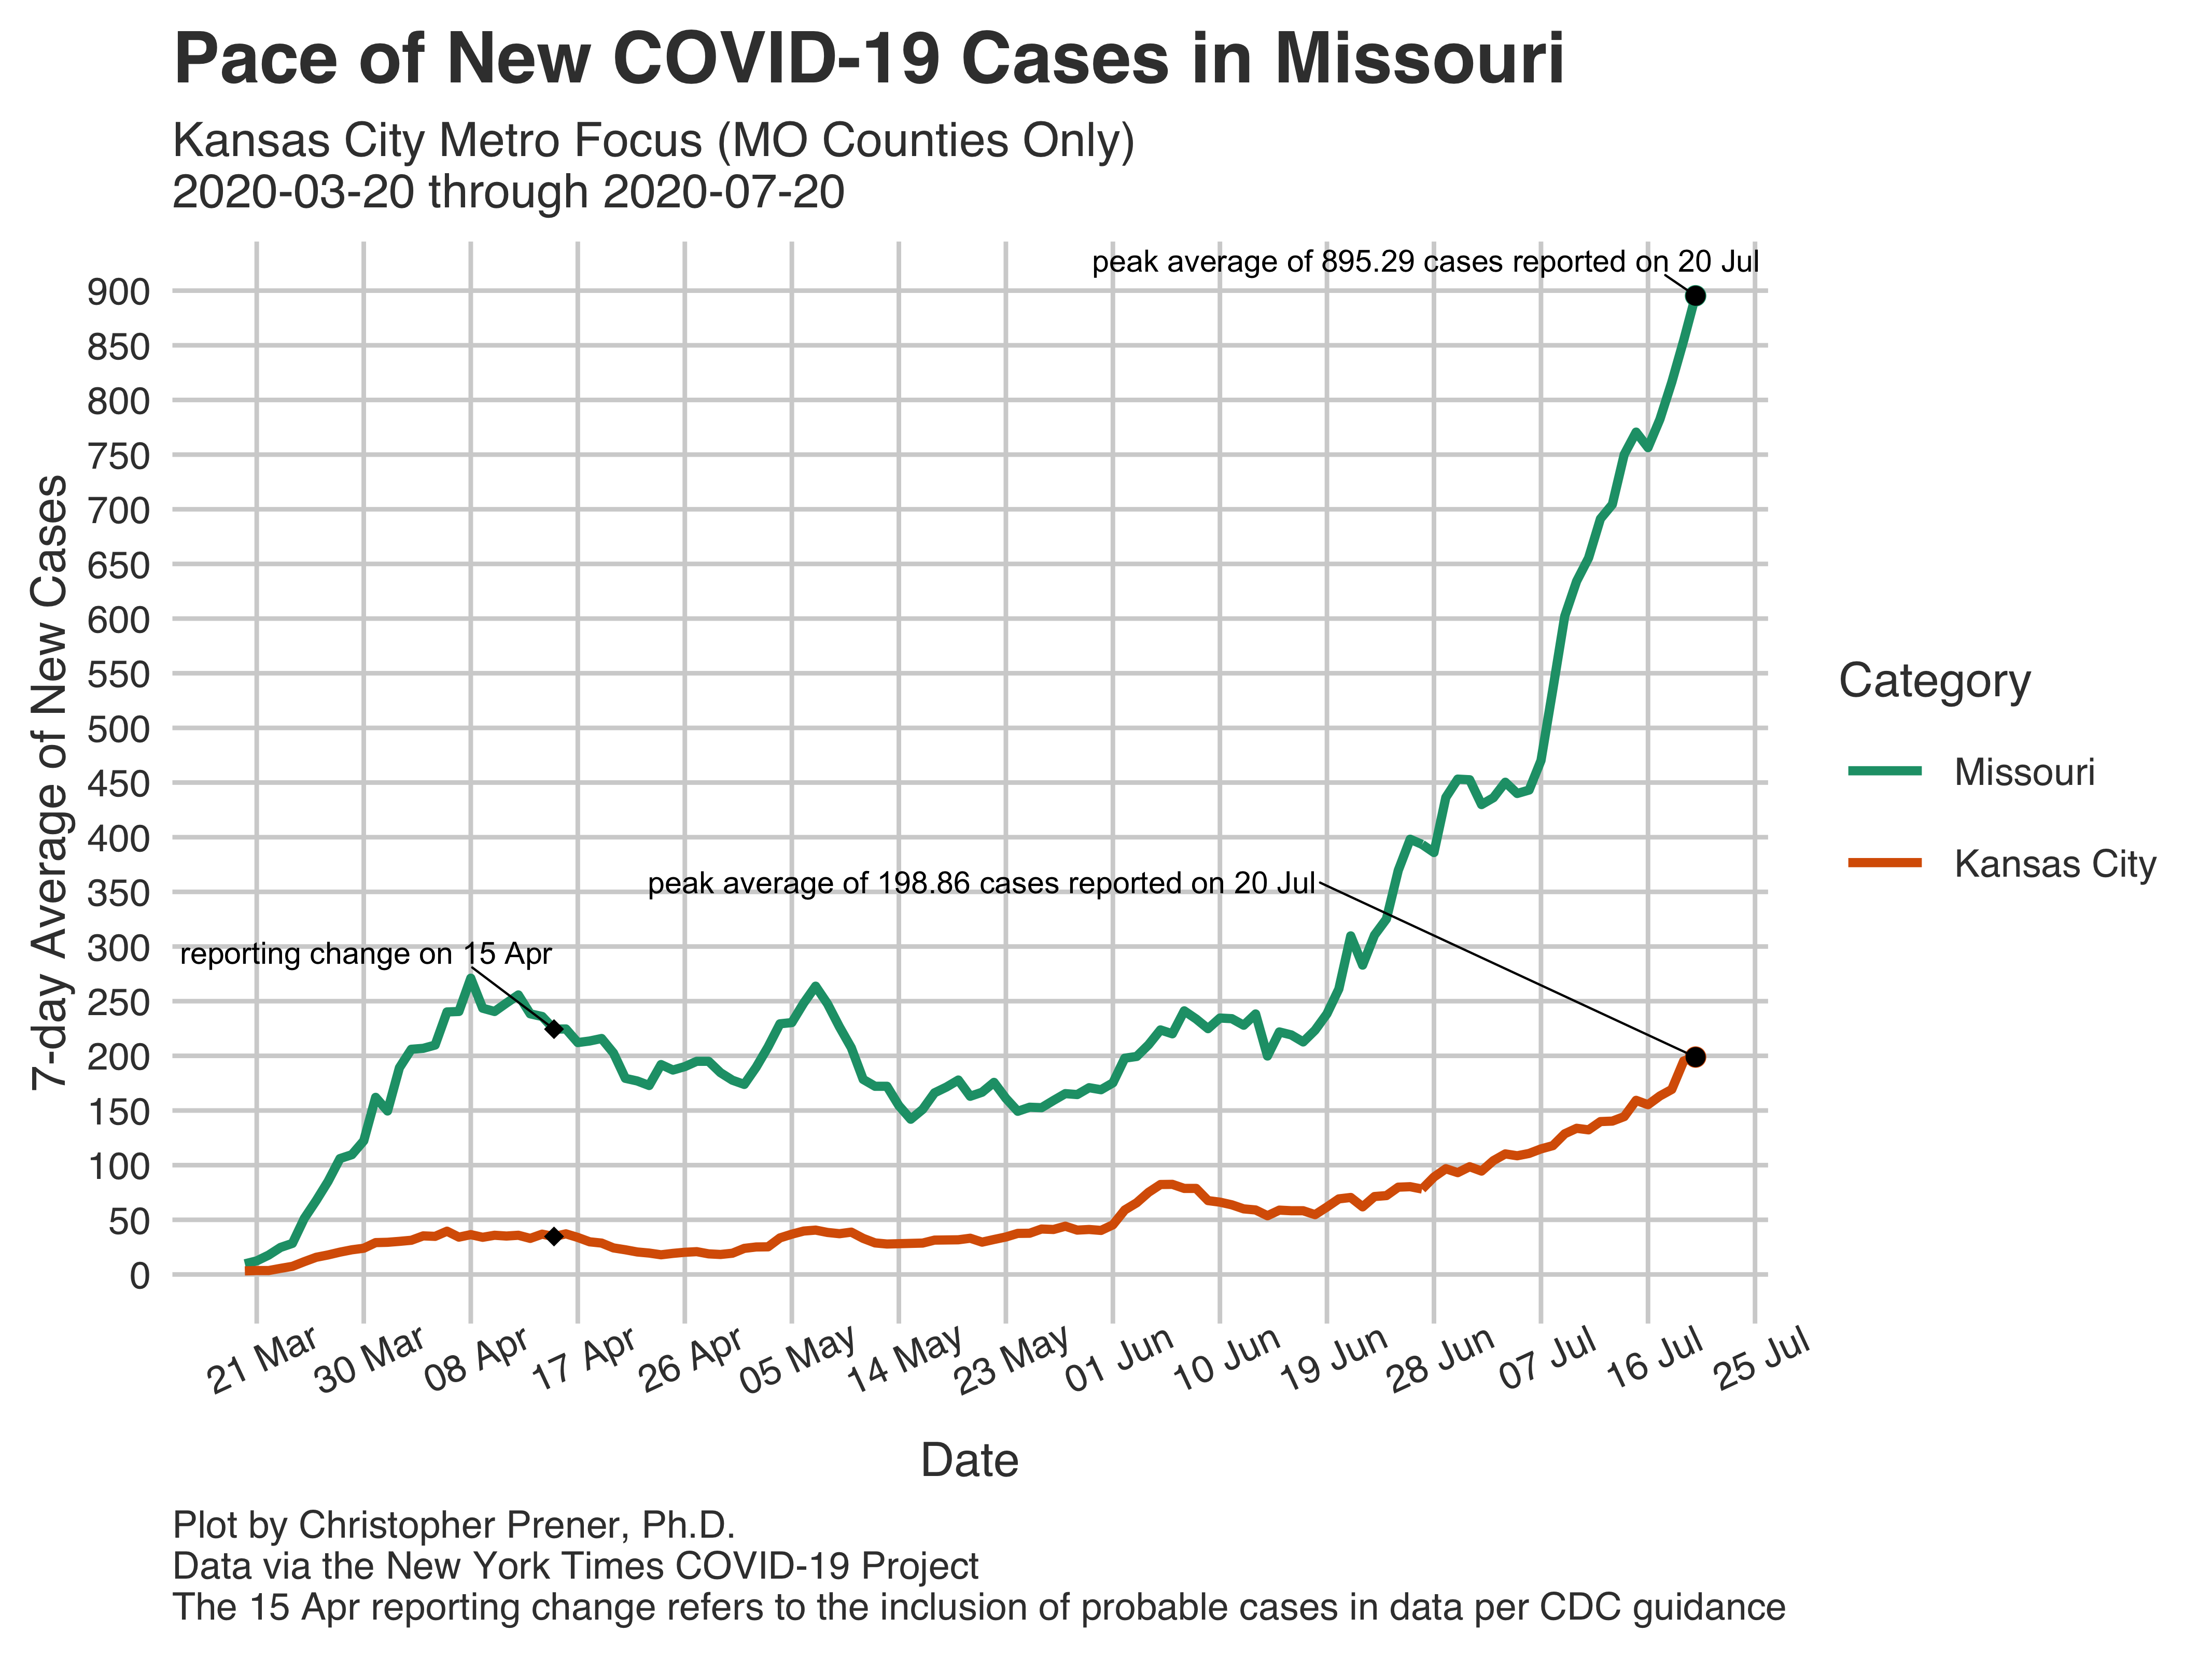 Pace of New COVID-19 Cases in Missouri
Kansas City Metro Focus (MO Counties Only)
2020-03-20 through 2020-07-20
peak average of 895.29 cases reported on 20 Jul
900
850
800
750
700
650
600
550
500
450
400
350
300
250
200
150
100
50
0
7-day Average of New Cases
peak average of 198.86 cases reported on 20 Jul
reporting change on 15 Apr
Category
Missouri
Kansas City
21 Mar
30 Mar
08 Apr
17 Apr
26 Apr
05 May
14 May
23 May
01 Jun
10 Jun
19 Jun
28 Jun
07 Jul
16 Jul
25 Jul
Date
Plot by Christopher Prener, Ph.D.
Data via the New York Times COVID-19 Project
The 15 Apr reporting change refers to the inclusion of probable cases in data per CDC guidance